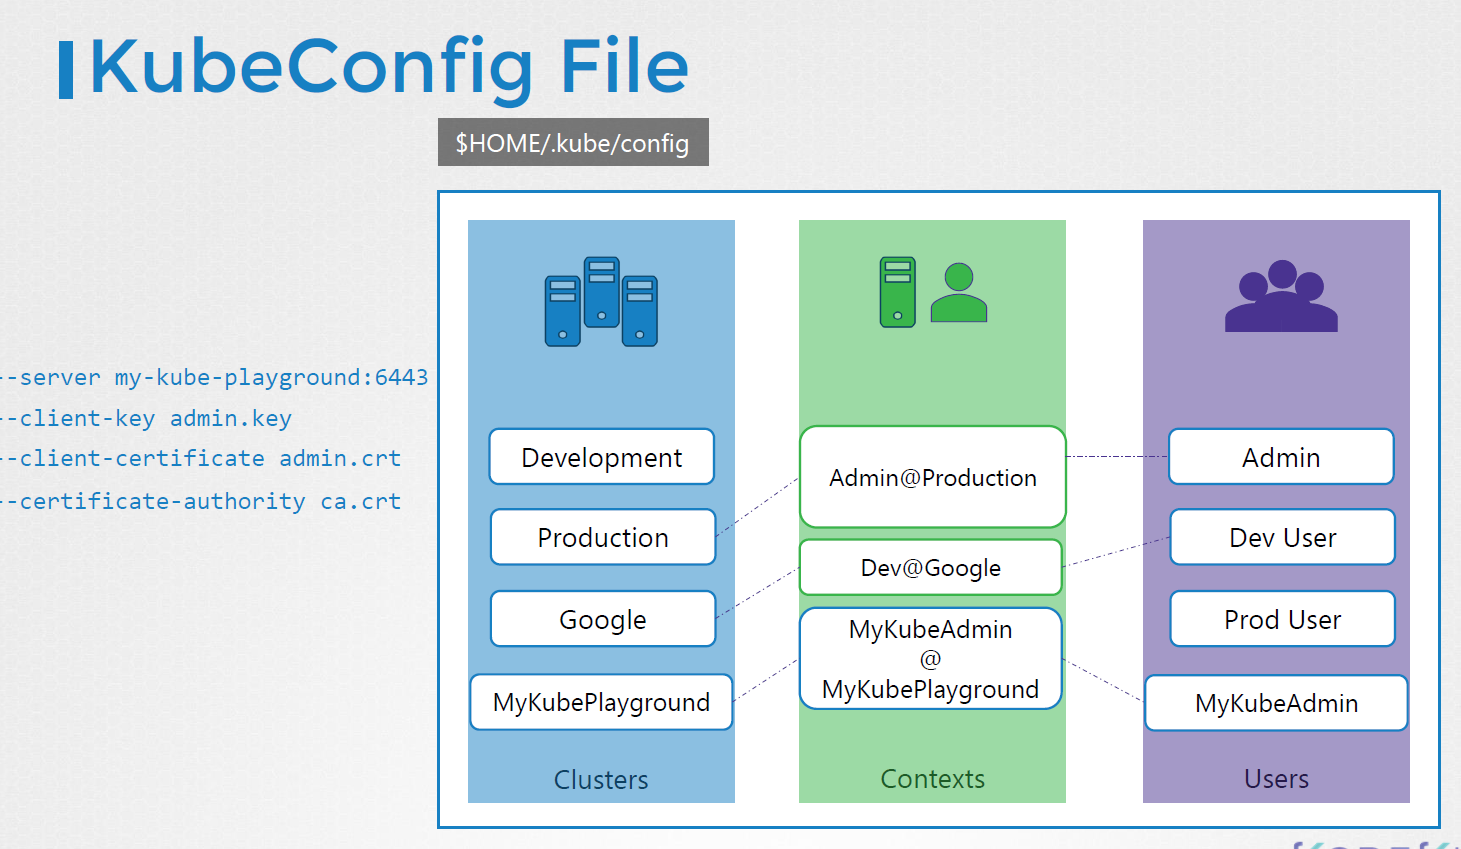 KubeConfig File
$HOME/.kube/config
--server my-kube-playground:6443
--client-key admin.key
--client-certificate admin.crt
--certificate-authority ca.crt
Development
Production
Google
MyKubePlayground
Clusters
Admin@Production
Dev@Google
MyKubeAdmin
@
MyKubePlayground
Contexts
Admin
Dev User
Prod User
MyKubeAdmin
Users